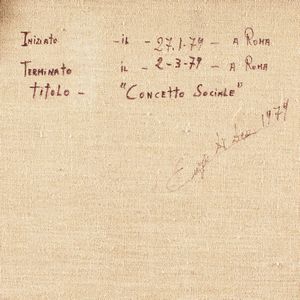 INIZIATO - IL - 27.1-79 - A ROMA
TERMINATO IL - 2-3-79 - A ROMA
TITOLO - "CONCETTO SOCIALE"
1979